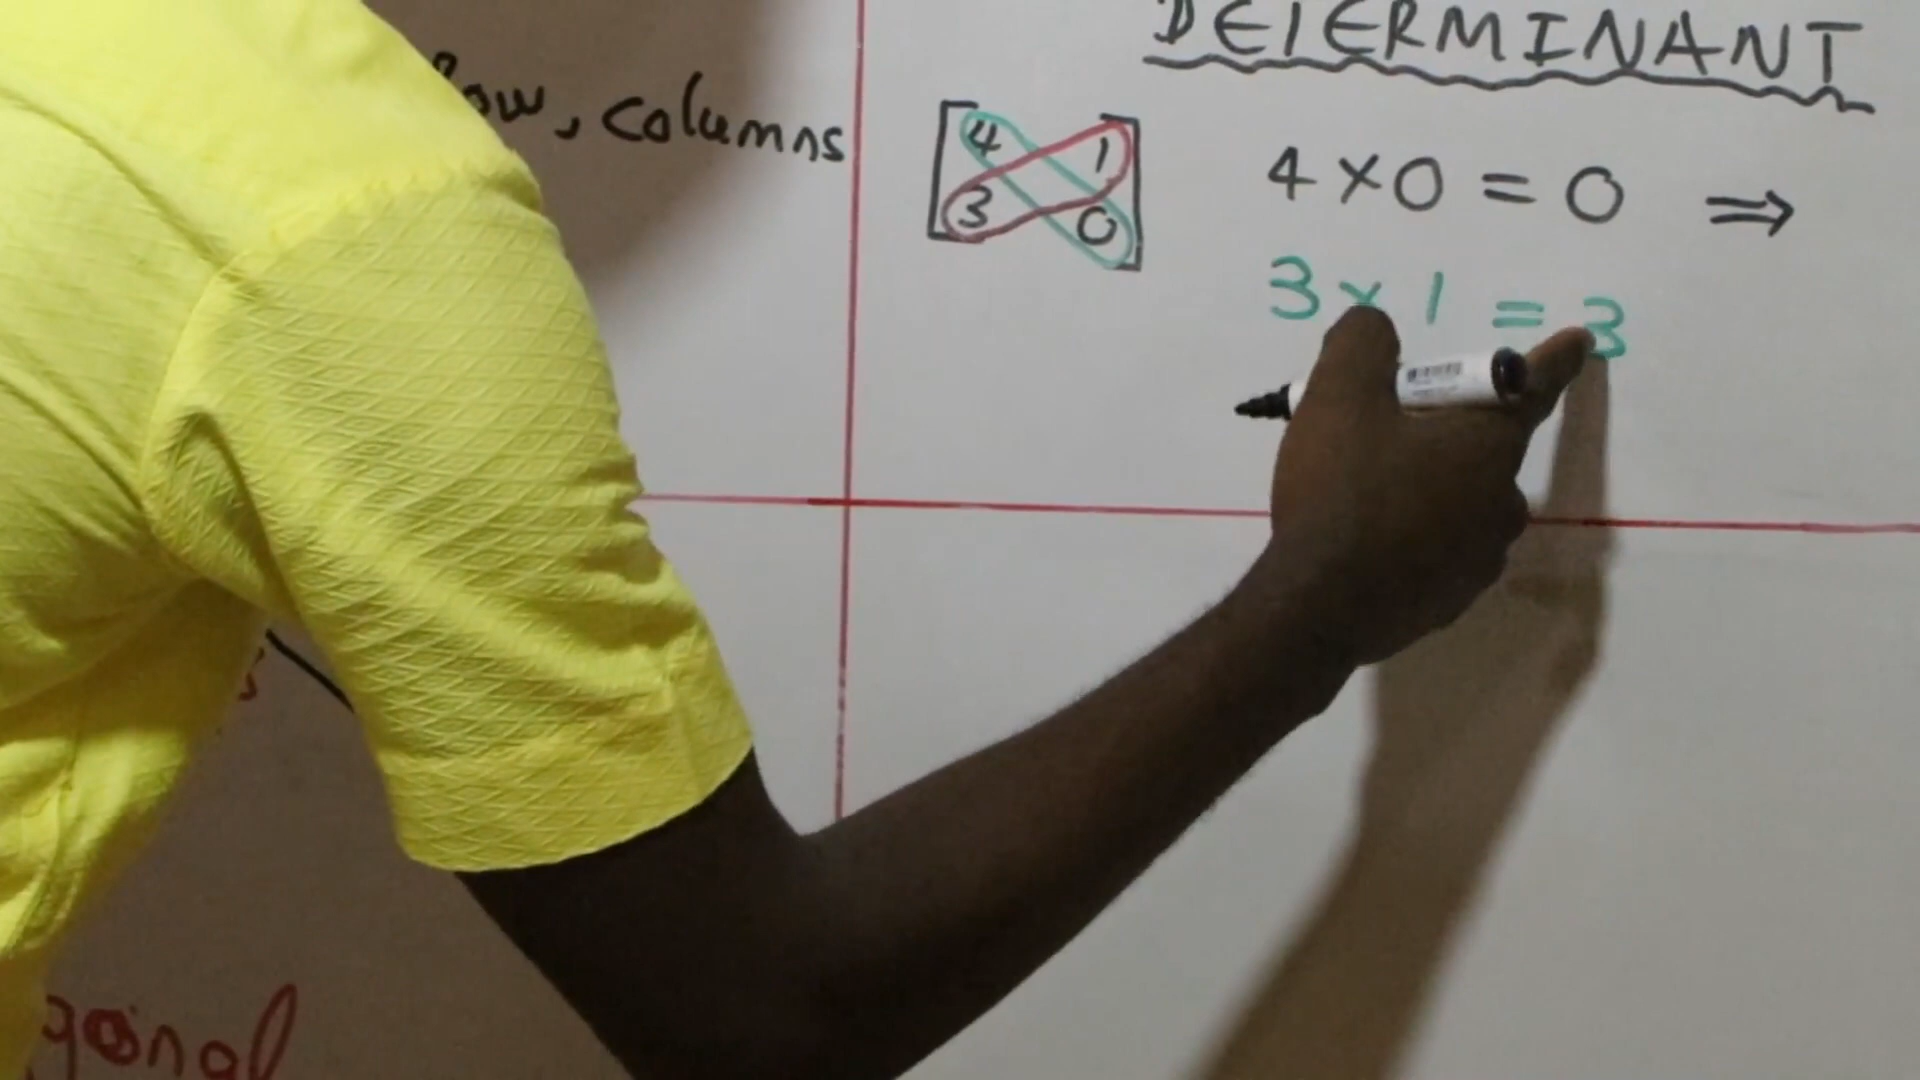 DETERMINANT
ow, columns
4 1
3 0
4 × 0 = 0 ⇒
3 × 1 = 3
gonal